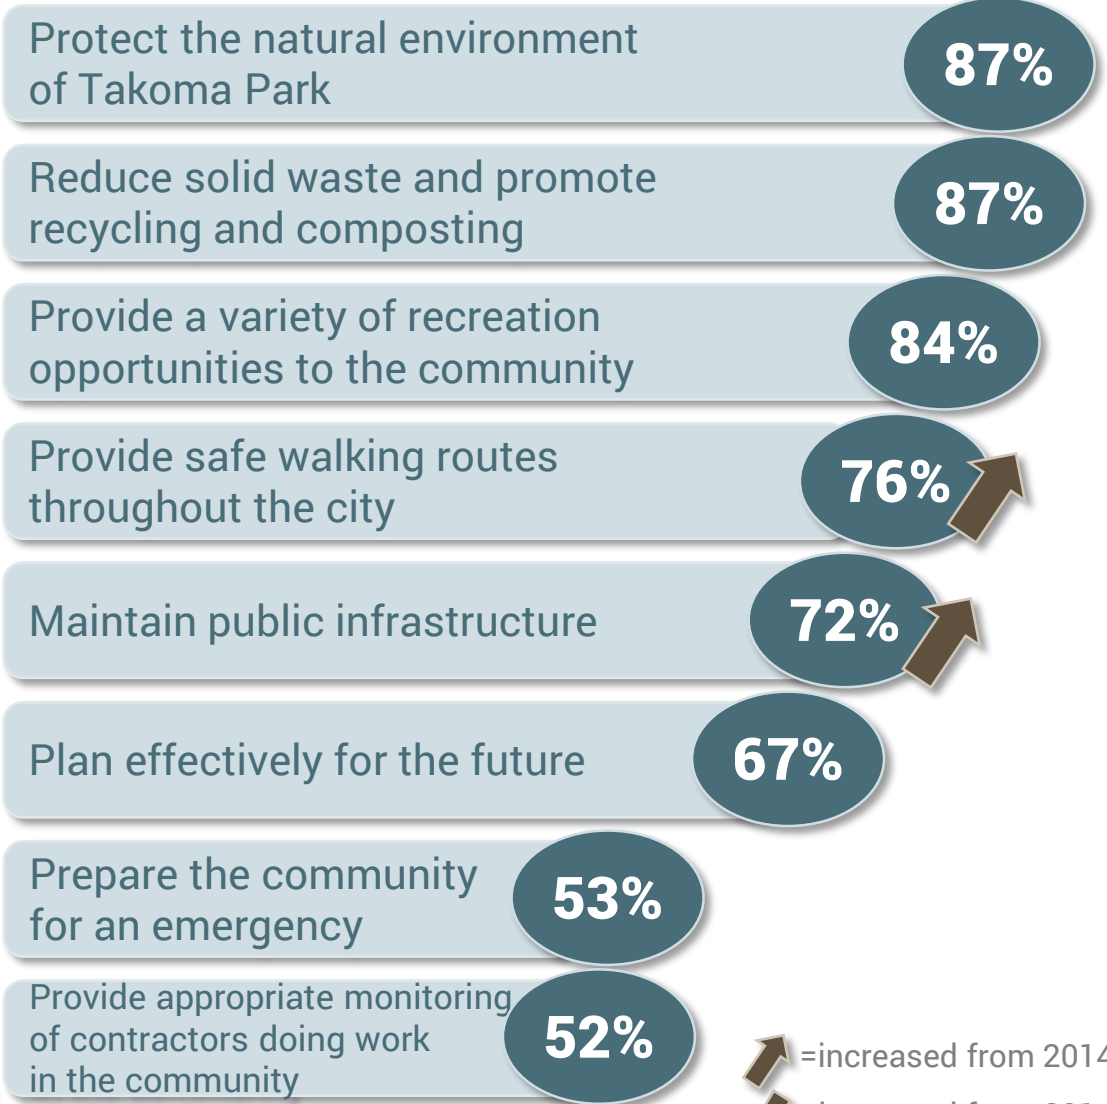 Protect the natural environment
of Takoma Park
87%
Reduce solid waste and promote
recycling and composting
87%
Provide a variety of recreation
opportunities to the community
84%
Provide safe walking routes
throughout the city
76%
Maintain public infrastructure
72%
Plan effectively for the future
67%
Prepare the community
for an emergency
53%
Provide appropriate monitoring
of contractors doing work
in the community
52%
=increased from 2014